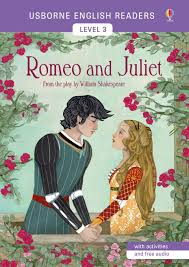 USBORNE ENGLISH READERS
LEVEL 3
Romeo and Juliet
From the play by William Shakespeare
with activities
and free audio